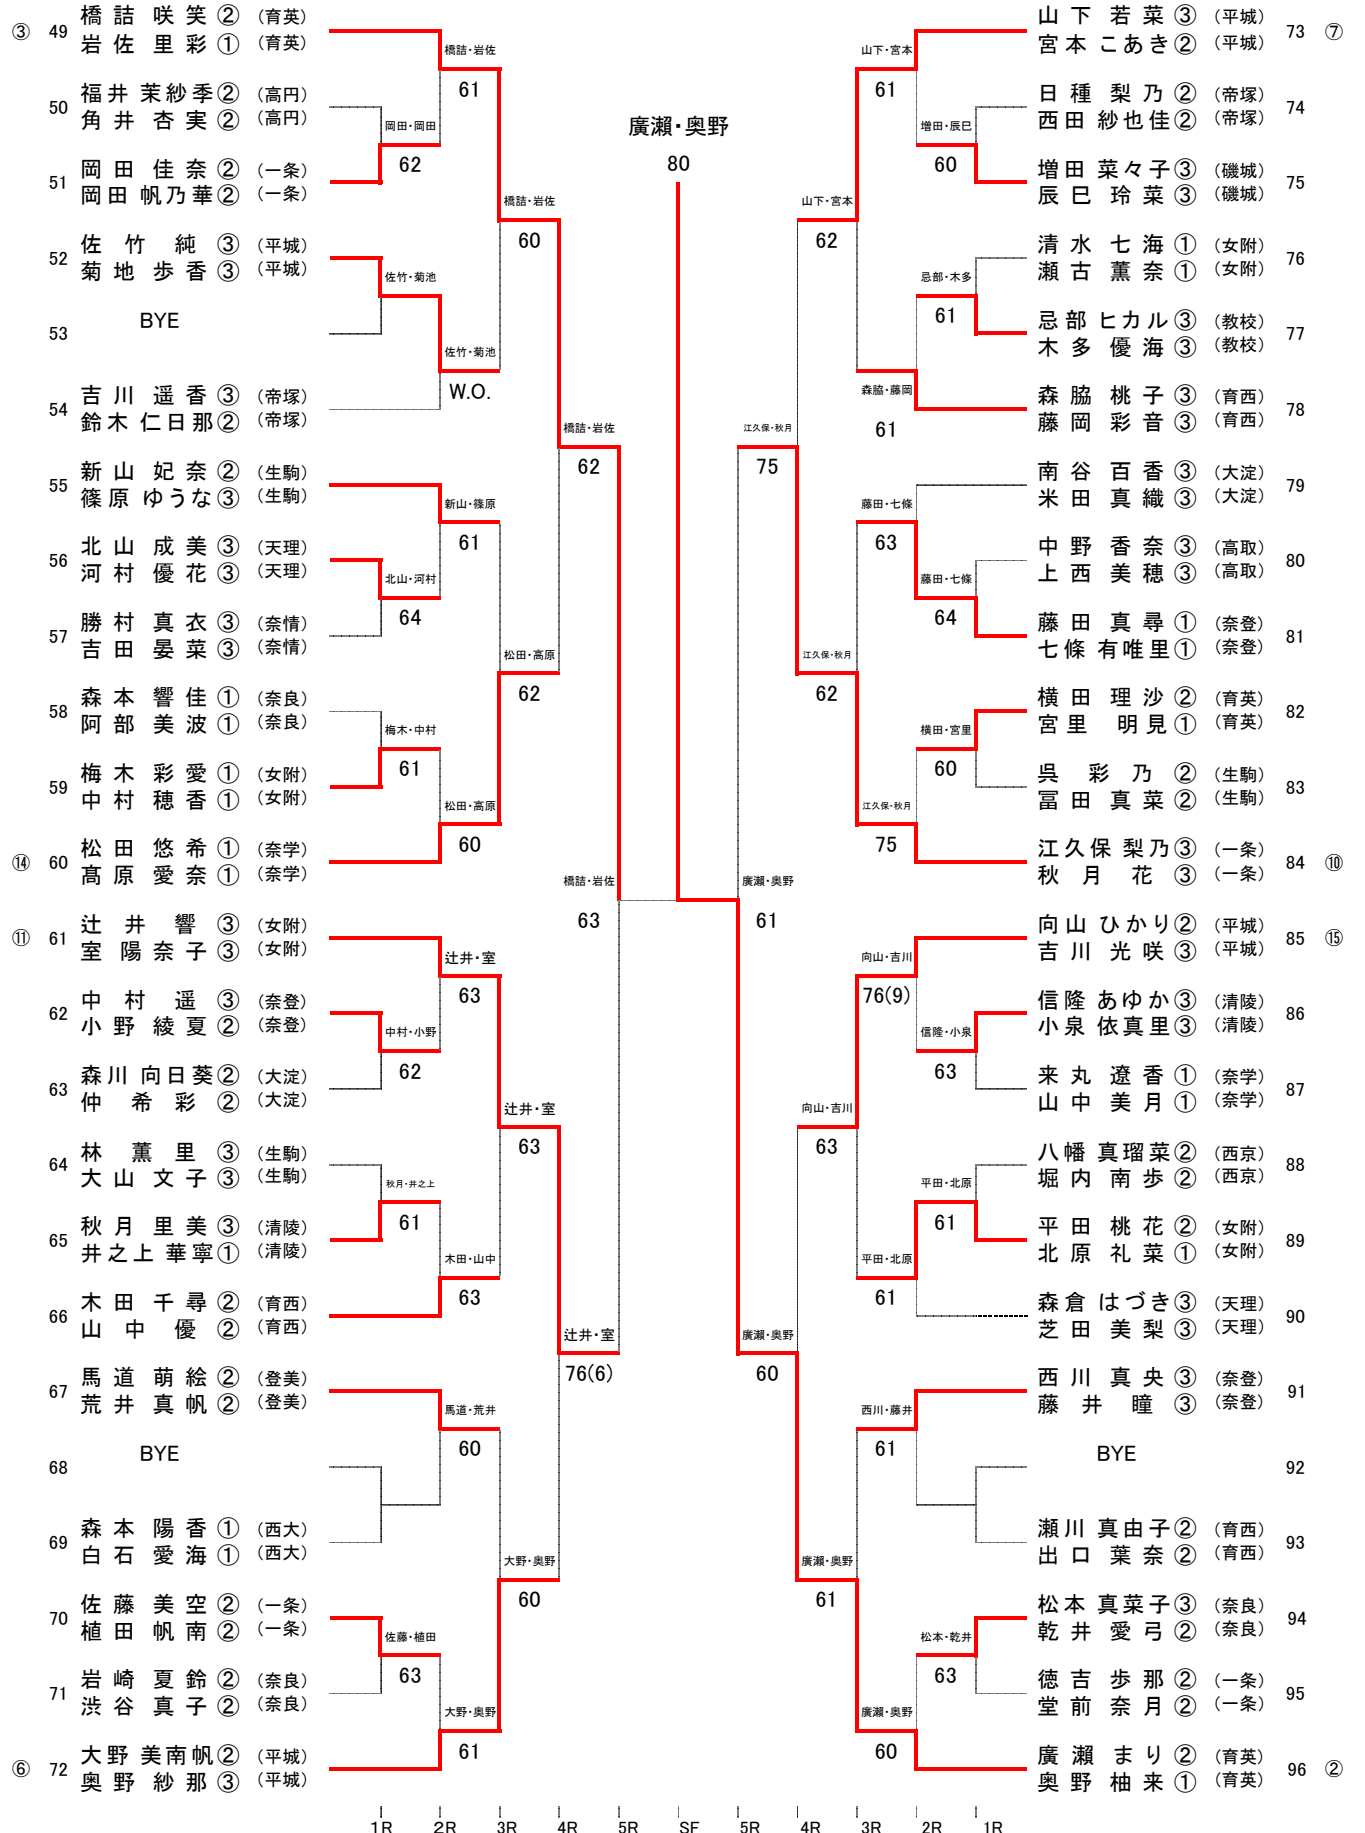 ③ 49 橋詰 咲笑② (育英)
岩佐 里彩① (育英)
50 福井 茉紗季② (高円)
角井 杏実② (高円)
51 岡田 佳奈② (一条)
岡田 帆乃華② (一条)
52 佐竹 純③ (平城)
菊地 歩香③ (平城)
53 BYE
54 吉川 遥香③ (帝塚)
鈴木 仁日那② (帝塚)
55 新山 妃奈② (生駒)
篠原 ゆうな③ (生駒)
56 北山 成美③ (天理)
河村 優花③ (天理)
57 勝村 真衣③ (奈情)
吉田 晏菜③ (奈情)
58 森本 響佳① (奈良)
阿部 美波① (奈良)
59 梅木 彩愛① (女附)
中村 穂香① (女附)
⑭ 60 松田 悠希① (奈学)
髙原 愛奈① (奈学)
⑪ 61 辻井 響③ (女附)
室 陽奈子③ (女附)
62 中村 遥③ (奈登)
小野 綾夏② (奈登)
63 森川 向日葵② (大淀)
仲 希彩② (大淀)
64 林 薫里③ (生駒)
大山 文子③ (生駒)
65 秋月 里美③ (清陵)
井之上 華寧① (清陵)
66 木田 千尋② (育西)
山中 優② (育西)
67 馬道 萌絵② (登美)
荒井 真帆② (登美)
68 BYE
69 森本 陽香① (西大)
白石 愛海① (西大)
70 佐藤 美空② (一条)
植田 帆南② (一条)
71 岩崎 夏鈴② (奈良)
渋谷 真子② (奈良)
⑥ 72 大野 美南帆② (平城)
奥野 紗那③ (平城)
岡田・岡田
62
佐竹・菊池
北山・河村
64
梅木・中村
61
中村・小野
62
秋月・井之上
61
佐藤・植田
63
橋詰・岩佐
61
佐竹・菊池
W.O.
新山・篠原
61
松田・高原
60
辻井・室
63
木田・山中
63
馬道・荒井
60
大野・奥野
61
橋詰・岩佐
60
松田・高原
62
辻井・室
63
大野・奥野
60
橋詰・岩佐
62
辻井・室
76(6)
橋詰・岩佐
63
廣瀬・奥野
80
廣瀬・奥野
61
江久保・秋月
75
廣瀬・奥野
60
山下・宮本
62
江久保・秋月
62
向山・吉川
63
廣瀬・奥野
61
山下・宮本
61
森脇・藤岡
61
藤田・七條
63
江久保・秋月
75
向山・吉川
76(9)
平田・北原
61
西川・藤井
61
廣瀬・奥野
60
増田・辰巳
60
忌部・木多
61
藤田・七條
64
横田・宮里
60
信隆・小泉
63
平田・北原
61
松本・乾井
63
山下 若菜③ (平城) 73 ⑦
宮本 こあき② (平城)
日種 梨乃② (帝塚) 74
西田 紗也佳② (帝塚)
増田 菜々子③ (磯城) 75
辰巳 玲菜③ (磯城)
清水 七海① (女附) 76
瀬古 薫奈① (女附)
忌部 ヒカル③ (教校) 77
木多 優海③ (教校)
森脇 桃子③ (育西) 78
藤岡 彩音③ (育西)
南谷 百香③ (大淀) 79
米田 真織③ (大淀)
中野 香奈③ (高取) 80
上西 美穂③ (高取)
藤田 真尋① (奈登) 81
七條 有唯里① (奈登)
横田 理沙② (育英) 82
宮里 明見① (育英)
呉 彩乃② (生駒) 83
冨田 真菜② (生駒)
江久保 梨乃③ (一条) 84 ⑩
秋月 花③ (一条)
向山 ひかり② (平城) 85 ⑮
吉川 光咲③ (平城)
信隆 あゆか③ (清陵) 86
小泉 依真里③ (清陵)
来丸 遼香① (奈学) 87
山中 美月① (奈学)
八幡 真瑠菜② (西京) 88
堀内 南歩② (西京)
平田 桃花② (女附) 89
北原 礼菜① (女附)
森倉 はづき③ (天理) 90
芝田 美梨③ (天理)
西川 真央③ (奈登) 91
藤井 瞳③ (奈登)
BYE 92
瀬川 真由子② (育西) 93
出口 葉奈② (育西)
松本 真菜子③ (奈良) 94
乾井 愛弓② (奈良)
徳吉 歩那② (一条) 95
堂前 奈月② (一条)
廣瀬 まり② (育英) 96 ②
奥野 柚来① (育英)
1R 2R 3R 4R 5R SF 5R 4R 3R 2R 1R